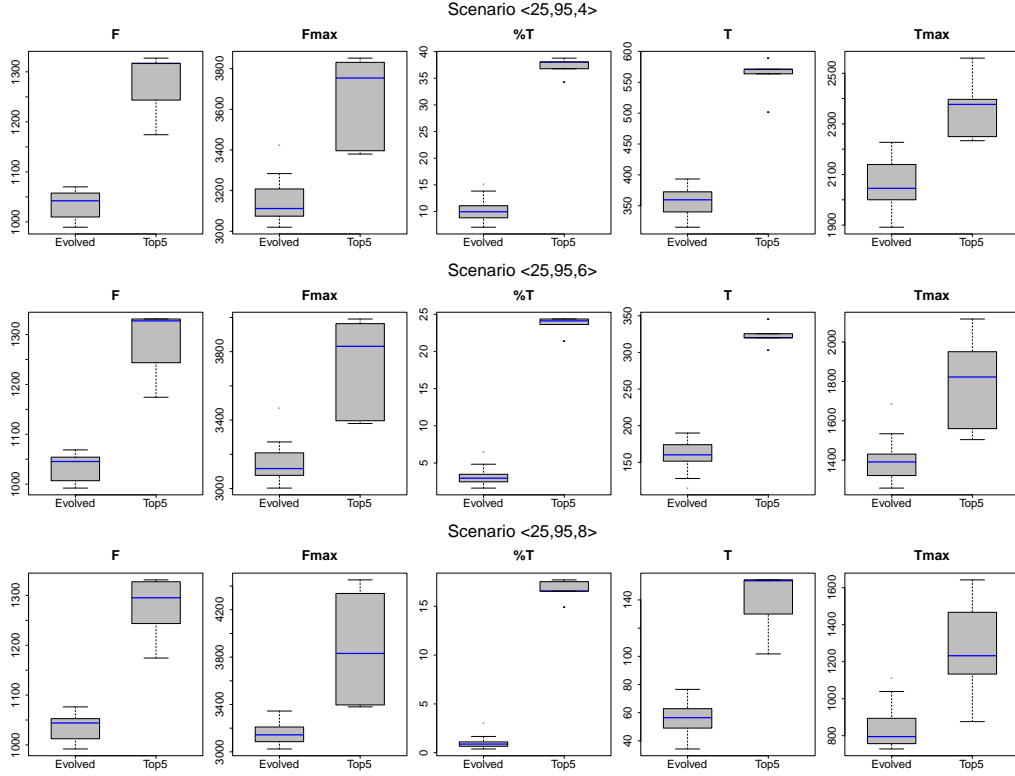 Scenario <25,95,4>
F
Fmax
%T
T
Tmax
1000 1100 1200 1300
3000 3200 3400 3600 3800
10 15 20 25 30 35 40
350 400 450 500 550 600
1900 2100 2300 2500
Evolved Top5
Evolved Top5
Evolved Top5
Evolved Top5
Evolved Top5
Scenario <25,95,6>
F
Fmax
%T
T
Tmax
1000 1100 1200 1300
3000 3400 3800
5 10 15 20 25
150 200 250 300 350
1400 1600 1800 2000
Evolved Top5
Evolved Top5
Evolved Top5
Evolved Top5
Evolved Top5
Scenario <25,95,8>
F
Fmax
%T
T
Tmax
1000 1100 1200 1300
3000 3400 3800 4200
0 5 10 15
40 60 80 100 140
800 1000 1200 1400 1600
Evolved Top5
Evolved Top5
Evolved Top5
Evolved Top5
Evolved Top5